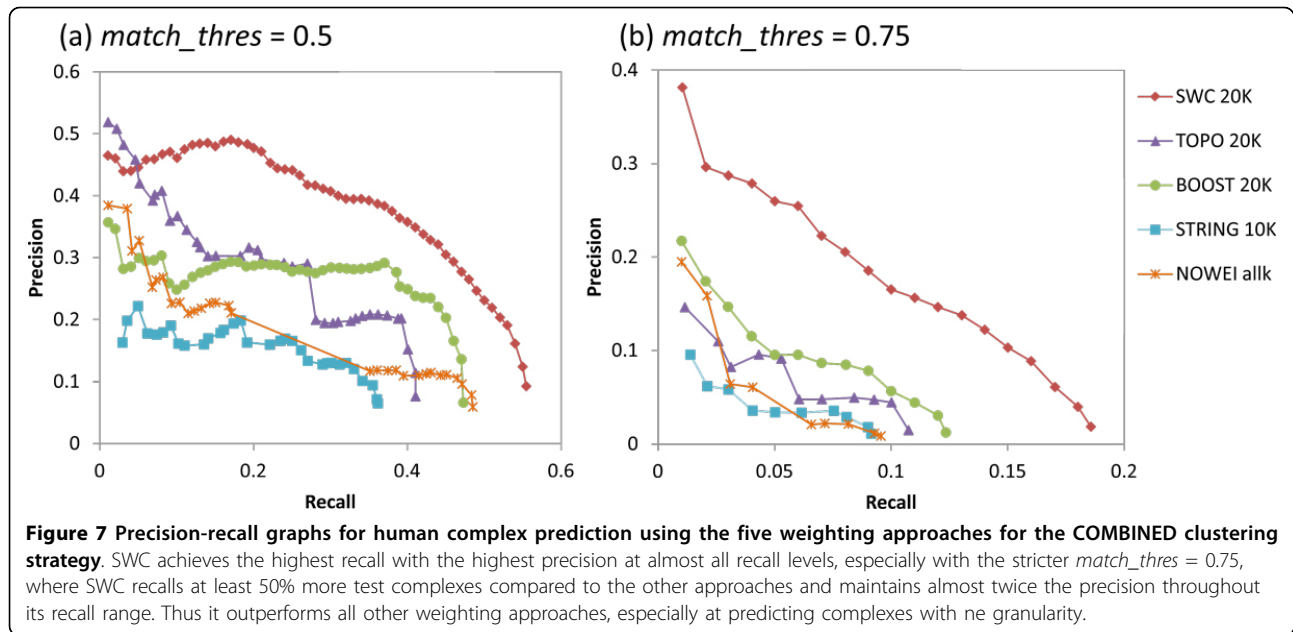 (a) match_thres = 0.5
0.6
0.5
0.4
0.3
0.2
0.1
0
Precision
0 0.2 0.4 0.6
Recall
(b) match_thres = 0.75
0.4
0.3
0.2
0.1
0
Precision
0 0.05 0.1 0.15 0.2
Recall
SWC 20K
TOPO 20K
BOOST 20K
STRING 10K
NOWEI allk
Figure 7 Precision-recall graphs for human complex prediction using the five weighting approaches for the COMBINED clustering
strategy. SWC achieves the highest recall with the highest precision at almost all recall levels, especially with the stricter match_thres = 0.75,
where SWC recalls at least 50% more test complexes compared to the other approaches and maintains almost twice the precision throughout
its recall range. Thus it outperforms all other weighting approaches, especially at predicting complexes with ne granularity.